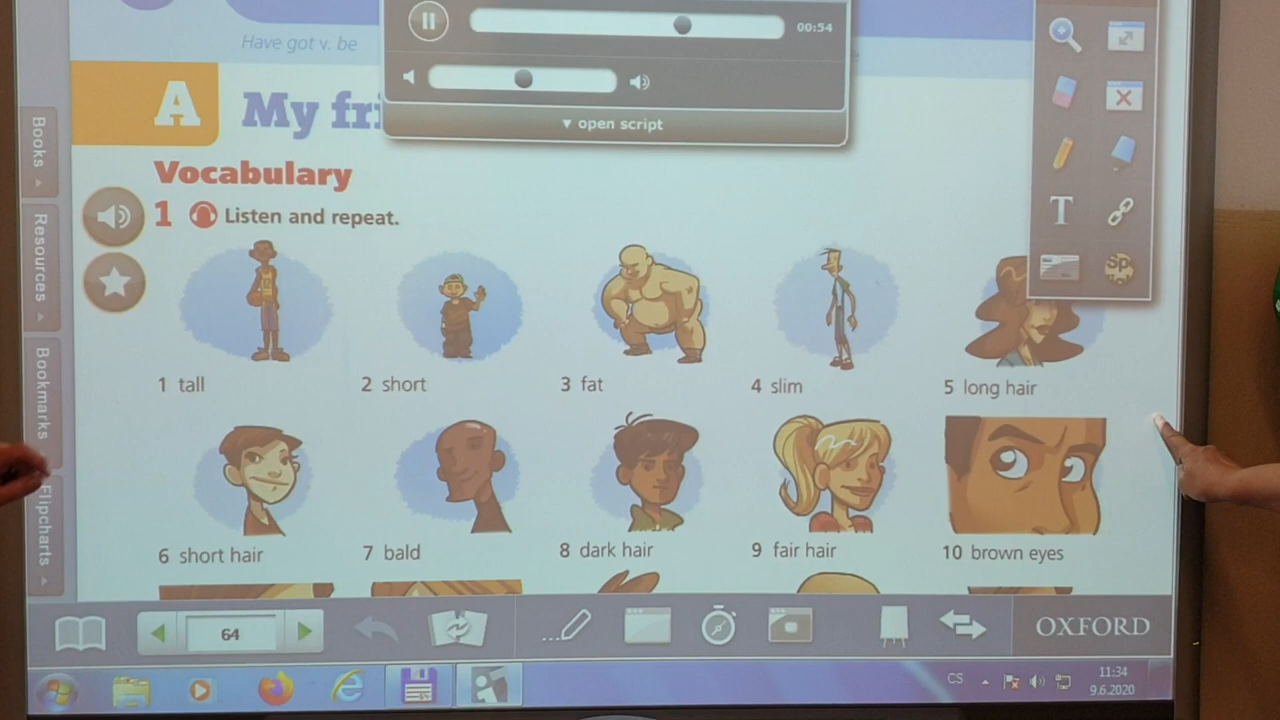 Have got v. be
00:54
▼ open script
A My fri
Vocabulary
1 Listen and repeat.
1 tall
2 short
3 fat
4 slim
5 long hair
6 short hair
7 bald
8 dark hair
9 fair hair
10 brown eyes
Books
Resources
Bookmarks
Flipcharts
T
Sp
64
OXFORD
CS
11:34
9.6.2020